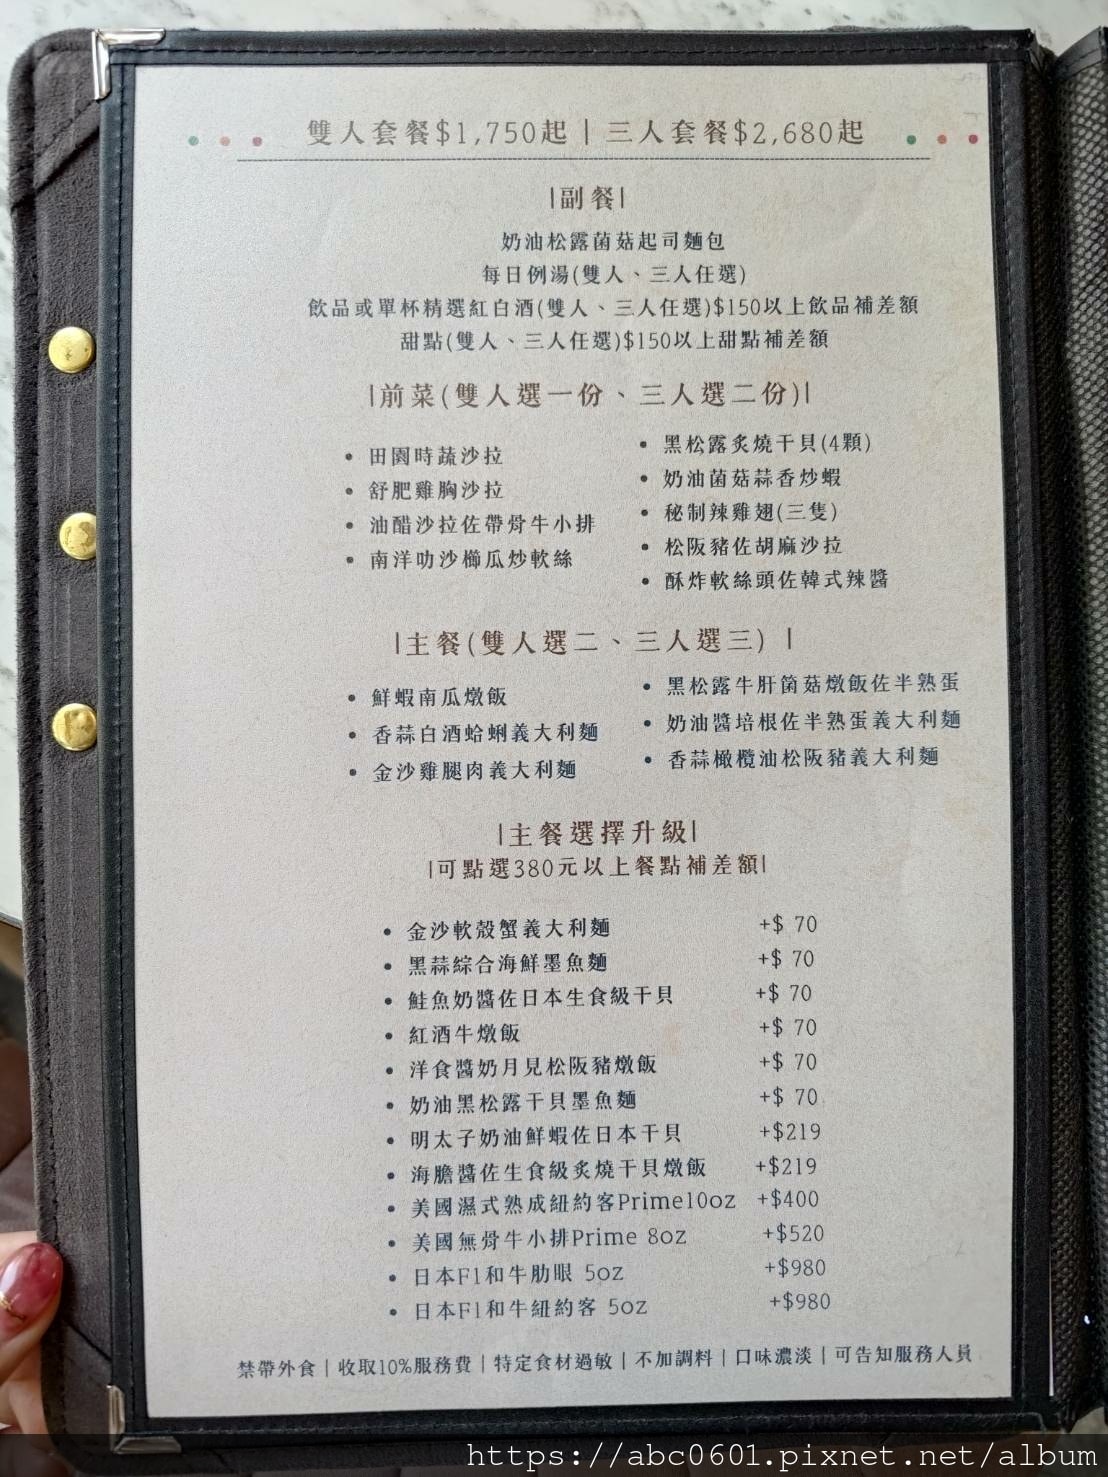 雙人套餐$1,750起 | 三人套餐$2,680起
|副餐|
奶油松露菌菇起司麵包
每日例湯(雙人、三人任選)
飲品或單杯精選紅白酒(雙人、三人任選)$150以上飲品補差額
甜點(雙人、三人任選)$150以上甜點補差額
|前菜(雙人選一份、三人選二份)|
• 田園時蔬沙拉
• 舒肥雞胸沙拉
• 油醋沙拉佐帶骨牛小排
• 南洋叻沙櫛瓜炒軟絲
• 黑松露炙燒干貝(4顆)
• 奶油菌菇蒜香炒蝦
• 秘制辣雞翅(三隻)
• 松阪豬佐胡麻沙拉
• 酥炸軟絲頭佐韓式辣醬
|主餐(雙人選二、三人選三) |
• 鮮蝦南瓜燉飯
• 香蒜白酒蛤蜊義大利麵
• 金沙雞腿肉義大利麵
• 黑松露牛肝菌菇燉飯佐半熟蛋
• 奶油醬培根佐半熟蛋義大利麵
• 香蒜橄欖油松阪豬義大利麵
|主餐選擇升級|
|可點選380元以上餐點補差額|
• 金沙軟殼蟹義大利麵 +$ 70
• 黑蒜綜合海鮮墨魚麵 +$ 70
• 鮭魚奶醬佐日本生食級干貝 +$ 70
• 紅酒牛燉飯 +$ 70
• 洋食醬奶月見松阪豬燉飯 +$ 70
• 奶油黑松露干貝墨魚麵 +$ 70
• 明太子奶油鮮蝦佐日本干貝 +$219
• 海膽醬佐生食級炙燒干貝燉飯 +$219
• 美國濕式熟成紐約客Prime10oz +$400
• 美國無骨牛小排Prime 8oz +$520
• 日本F1和牛肋眼 5oz +$980
• 日本F1和牛紐約客 5oz +$980
禁帶外食 | 收取10%服務費 | 特定食材過敏 | 不加調料 | 口味濃淡 | 可告知服務人員
https://abc0601.pixnet.net/album